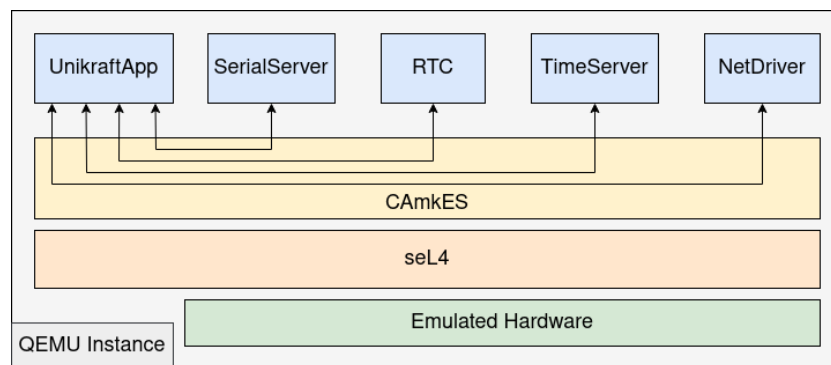 UnikraftApp
SerialServer
RTC
TimeServer
NetDriver
CAmkES
seL4
Emulated Hardware
QEMU Instance